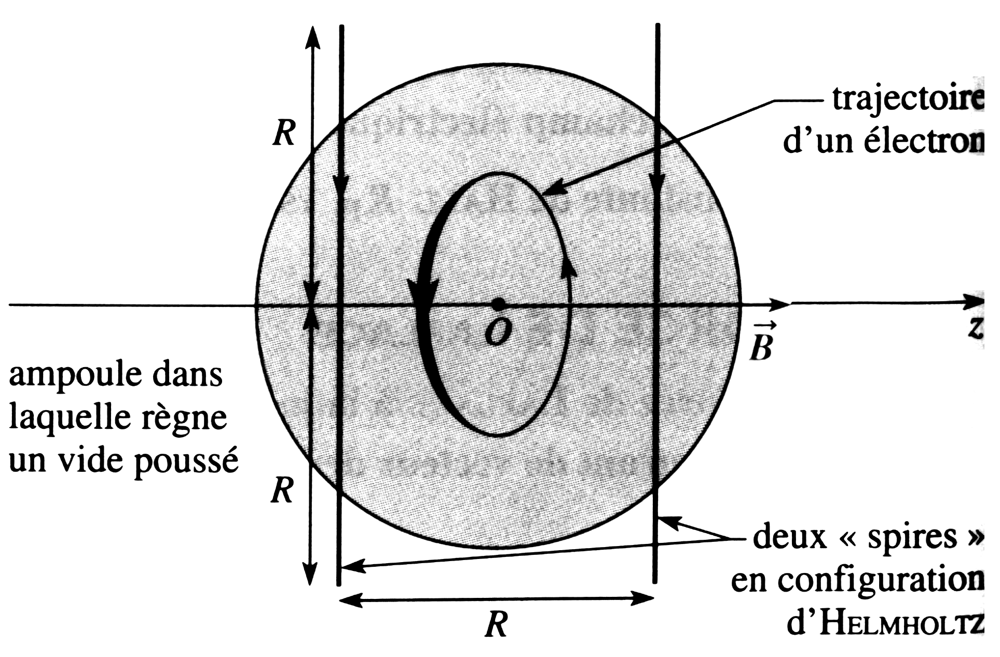 R
trajectoire
d'un électron
O
B
z
ampoule dans
laquelle règne
un vide poussé
R
deux « spires »
en configuration
d'HELMHOLTZ
R